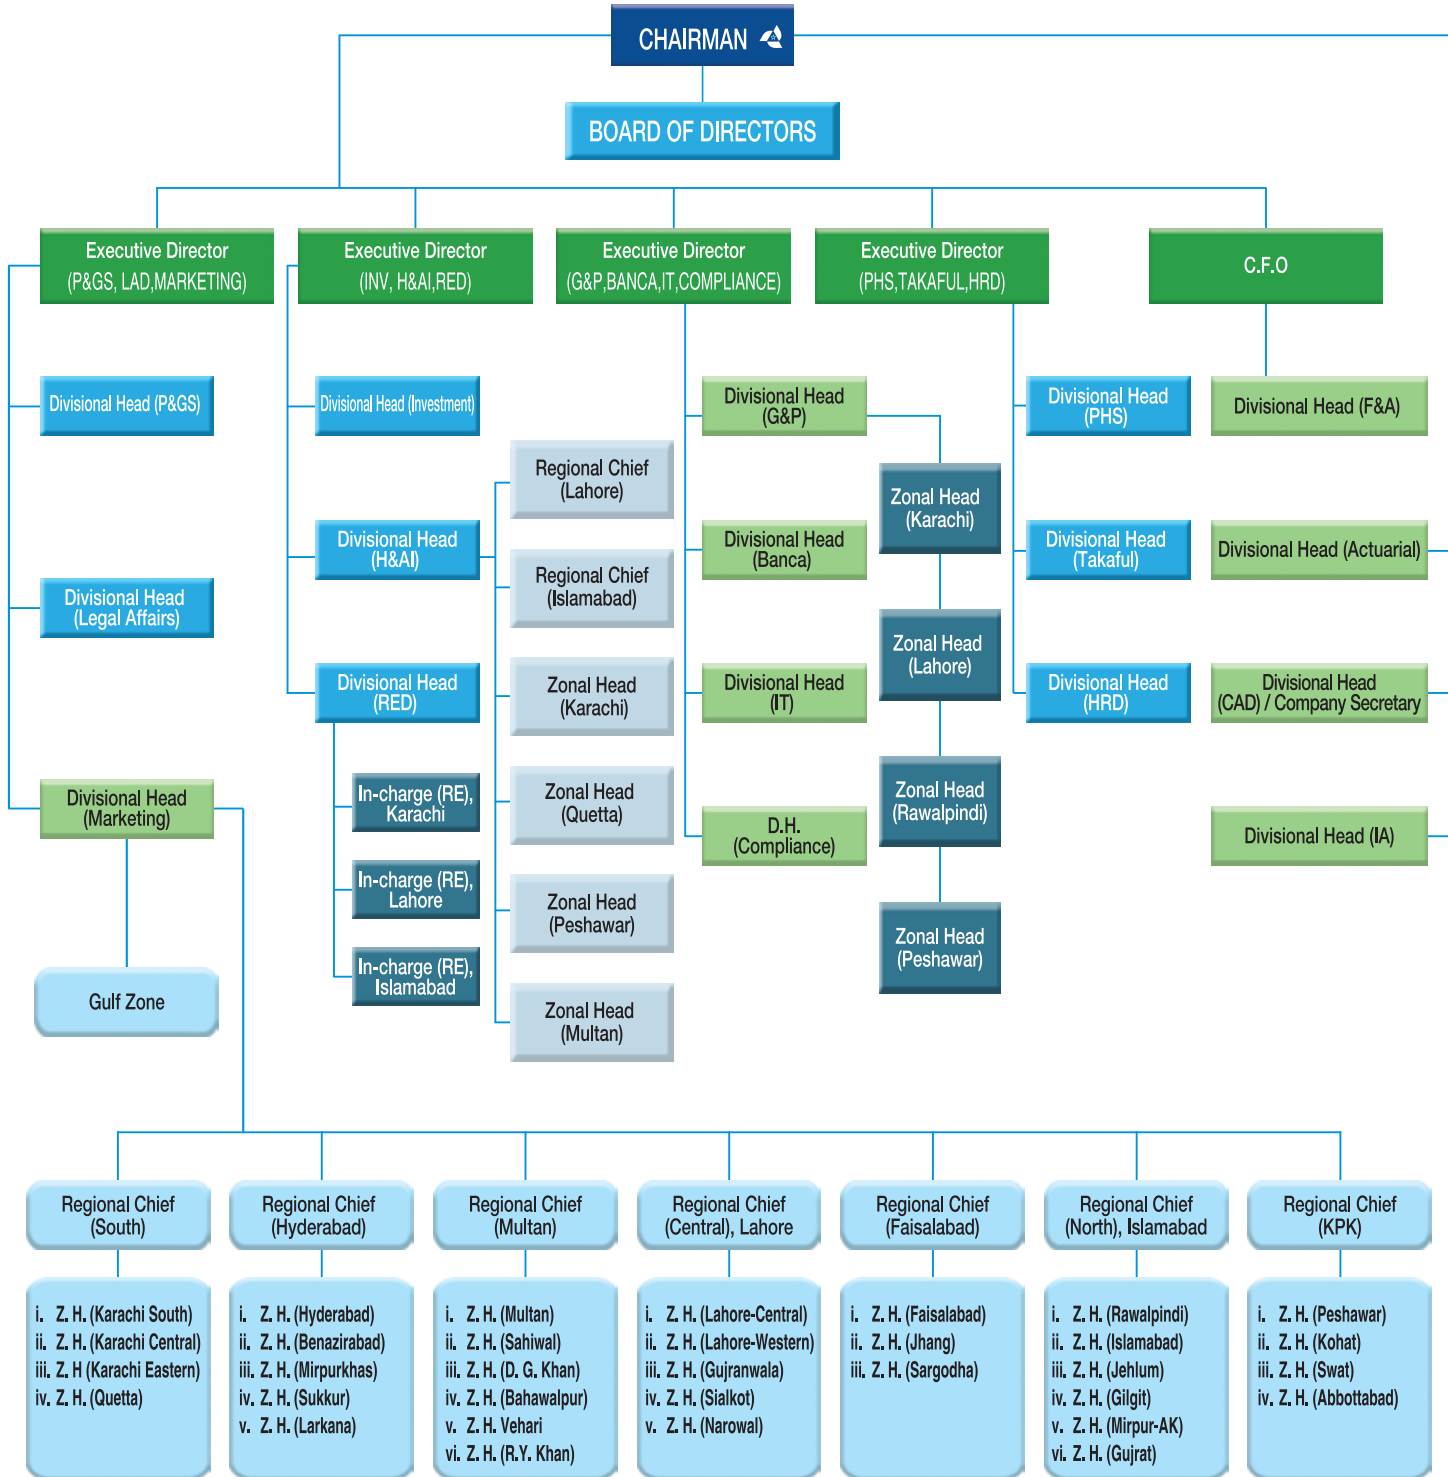 CHAIRMAN
BOARD OF DIRECTORS
Executive Director
(P&GS, LAD,MARKETING)
Executive Director
(INV, H&AI,RED)
Executive Director
(G&P,BANCA,IT,COMPLIANCE)
Executive Director
(PHS,TAKAFUL,HRD)
C.F.O
Divisional Head (P&GS)
Divisional Head
(Legal Affairs)
Divisional Head
(Marketing)
Gulf Zone
Divisional Head (Investment)
Divisional Head
(H&AI)
Divisional Head
(RED)
In-charge (RE),
Karachi
In-charge (RE),
Lahore
In-charge (RE),
Islamabad
Regional Chief
(Lahore)
Regional Chief
(Islamabad)
Zonal Head
(Karachi)
Zonal Head
(Quetta)
Zonal Head
(Peshawar)
Zonal Head
(Multan)
Divisional Head
(G&P)
Divisional Head
(Banca)
Divisional Head
(IT)
D.H.
(Compliance)
Zonal Head
(Karachi)
Zonal Head
(Lahore)
Zonal Head
(Rawalpindi)
Zonal Head
(Peshawar)
Divisional Head
(PHS)
Divisional Head
(Takaful)
Divisional Head
(HRD)
Divisional Head (F&A)
Divisional Head (Actuarial)
Divisional Head
(CAD) / Company Secretary
Divisional Head (IA)
Regional Chief
(South)
i. Z. H. (Karachi South)
ii. Z. H. (Karachi Central)
iii. Z. H (Karachi Eastern)
iv. Z. H. (Quetta)
Regional Chief
(Hyderabad)
i. Z. H. (Hyderabad)
ii. Z. H. (Benazirabad)
iii. Z. H. (Mirpurkhas)
iv. Z. H. (Sukkur)
v. Z. H. (Larkana)
Regional Chief
(Multan)
i. Z. H. (Multan)
ii. Z. H. (Sahiwal)
iii. Z. H. (D. G. Khan)
iv. Z. H. (Bahawalpur)
v. Z. H. Vehari
vi. Z. H. (R.Y. Khan)
Regional Chief
(Central), Lahore
i. Z. H. (Lahore-Central)
ii. Z. H. (Lahore-Western)
iii. Z. H. (Gujranwala)
iv. Z. H. (Sialkot)
v. Z. H. (Narowal)
Regional Chief
(Faisalabad)
i. Z. H. (Faisalabad)
ii. Z. H. (Jhang)
iii. Z. H. (Sargodha)
Regional Chief
(North), Islamabad
i. Z. H. (Rawalpindi)
ii. Z. H. (Islamabad)
iii. Z. H. (Jehlum)
iv. Z. H. (Gilgit)
v. Z. H. (Mirpur-AK)
vi. Z. H. (Gujrat)
Regional Chief
(KPK)
i. Z. H. (Peshawar)
ii. Z. H. (Kohat)
iii. Z. H. (Swat)
iv. Z. H. (Abbottabad)